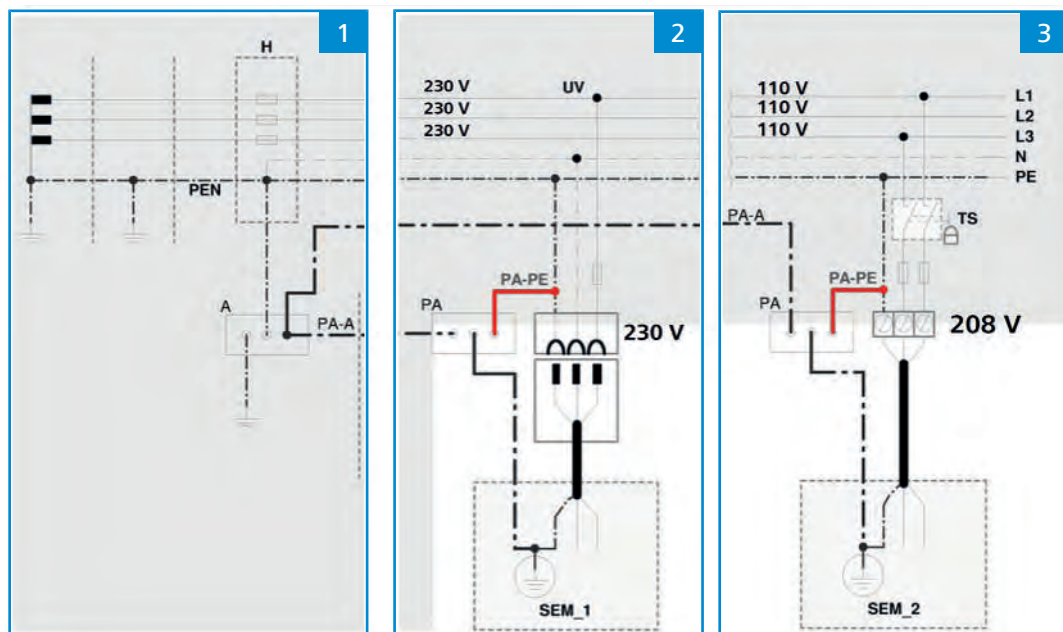 1
H
PEN
A
PA-A
2
230 V
UV
230 V
230 V
PA-PE
PA
230 V
SEM_1
3
110 V
L1
110 V
L2
110 V
L3
N
PE
PA-A
TS
PA-PE
PA
208 V
SEM_2